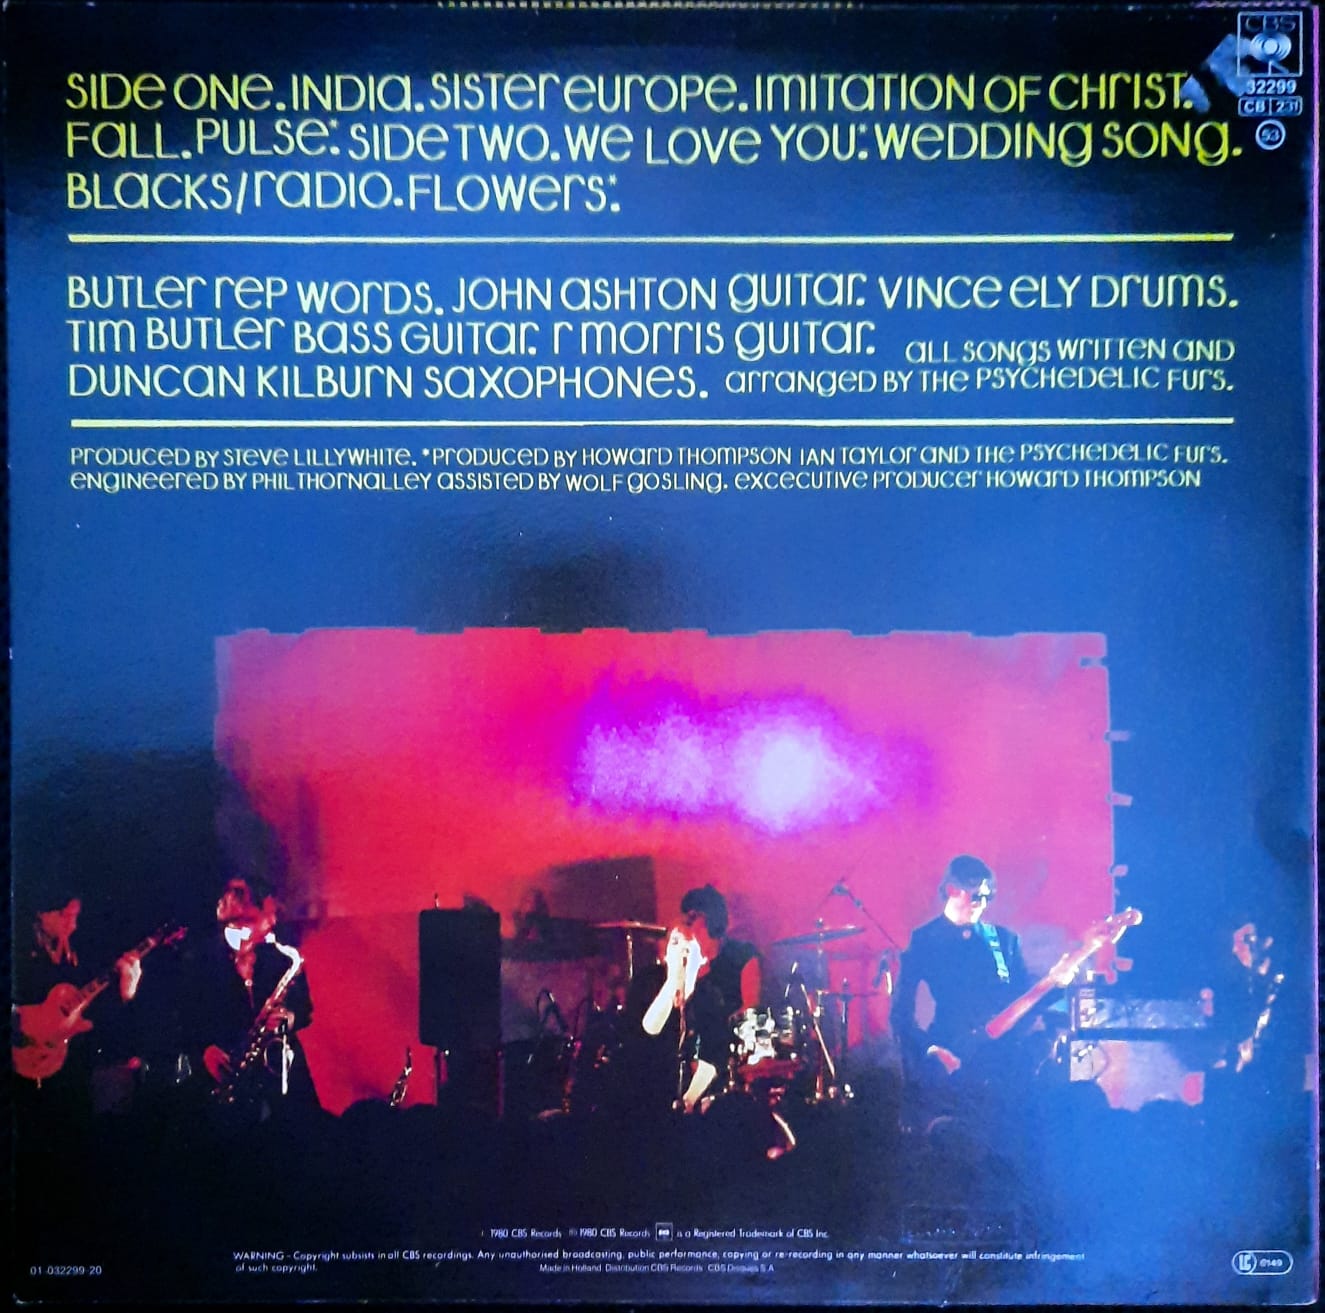 SIDE ONE. INDIA. SISTER EUROPE. IMITATION OF CHRIST.
FALL. PULSE*: SIDE TWO. WE LOVE YOU*: WEDDING SONG.
BLACKS/RADIO. FLOWERS*:
CBS
32299
CB 231
53
BUTLER REP WORDS. JOHN ASHTON GUITAR. VINCE ELY DRUMS.
TIM BUTLER BASS GUITAR. R MORRIS GUITAR.
DUNCAN KILBURN SAXOPHONES.
ALL SONGS WRITTEN AND
ARRANGED BY THE PSYCHEDELIC FURS.
PRODUCED BY STEVE LILLYWHITE. *PRODUCED BY HOWARD THOMPSON IAN TAYLOR AND THE PSYCHEDELIC FURS.
ENGINEERED BY PHIL THORNALLEY ASSISTED BY WOLF GOSLING. EXCECUTIVE PRODUCER HOWARD THOMPSON
1980 CBS Records ℗ 1980 CBS Records is a Registered Trademark of CBS Inc.
WARNING - Copyright subsists in all CBS recordings. Any unauthorised broadcasting, public performance, copying or re-recording in any manner whatsoever will constitute infringement
of such copyright.
Made in Holland Distribution CBS Records CBS Disques S.A.
01-032299-20
LC 0149